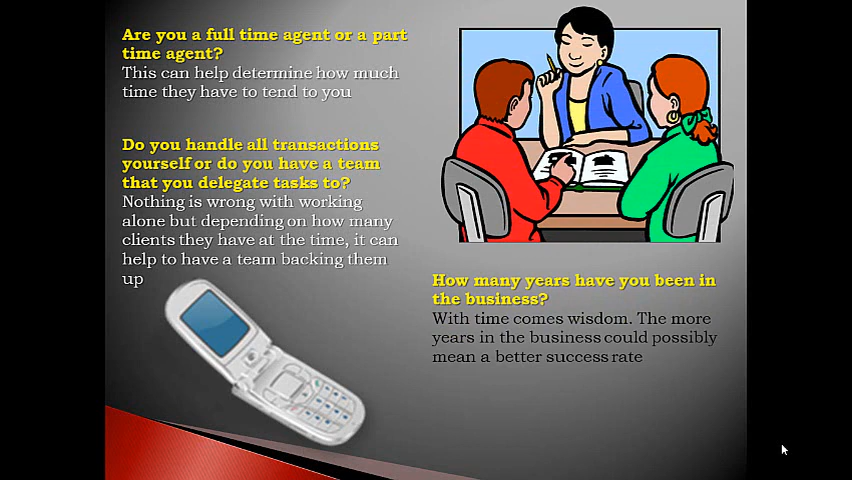 Are you a full time agent or a part
time agent?
This can help determine how much
time they have to tend to you
Do you handle all transactions
yourself or do you have a team
that you delegate tasks to?
Nothing is wrong with working
alone but depending on how many
clients they have at the time, it can
help to have a team backing them
up
How many years have you been in
the business?
With time comes wisdom. The more
years in the business could possibly
mean a better success rate